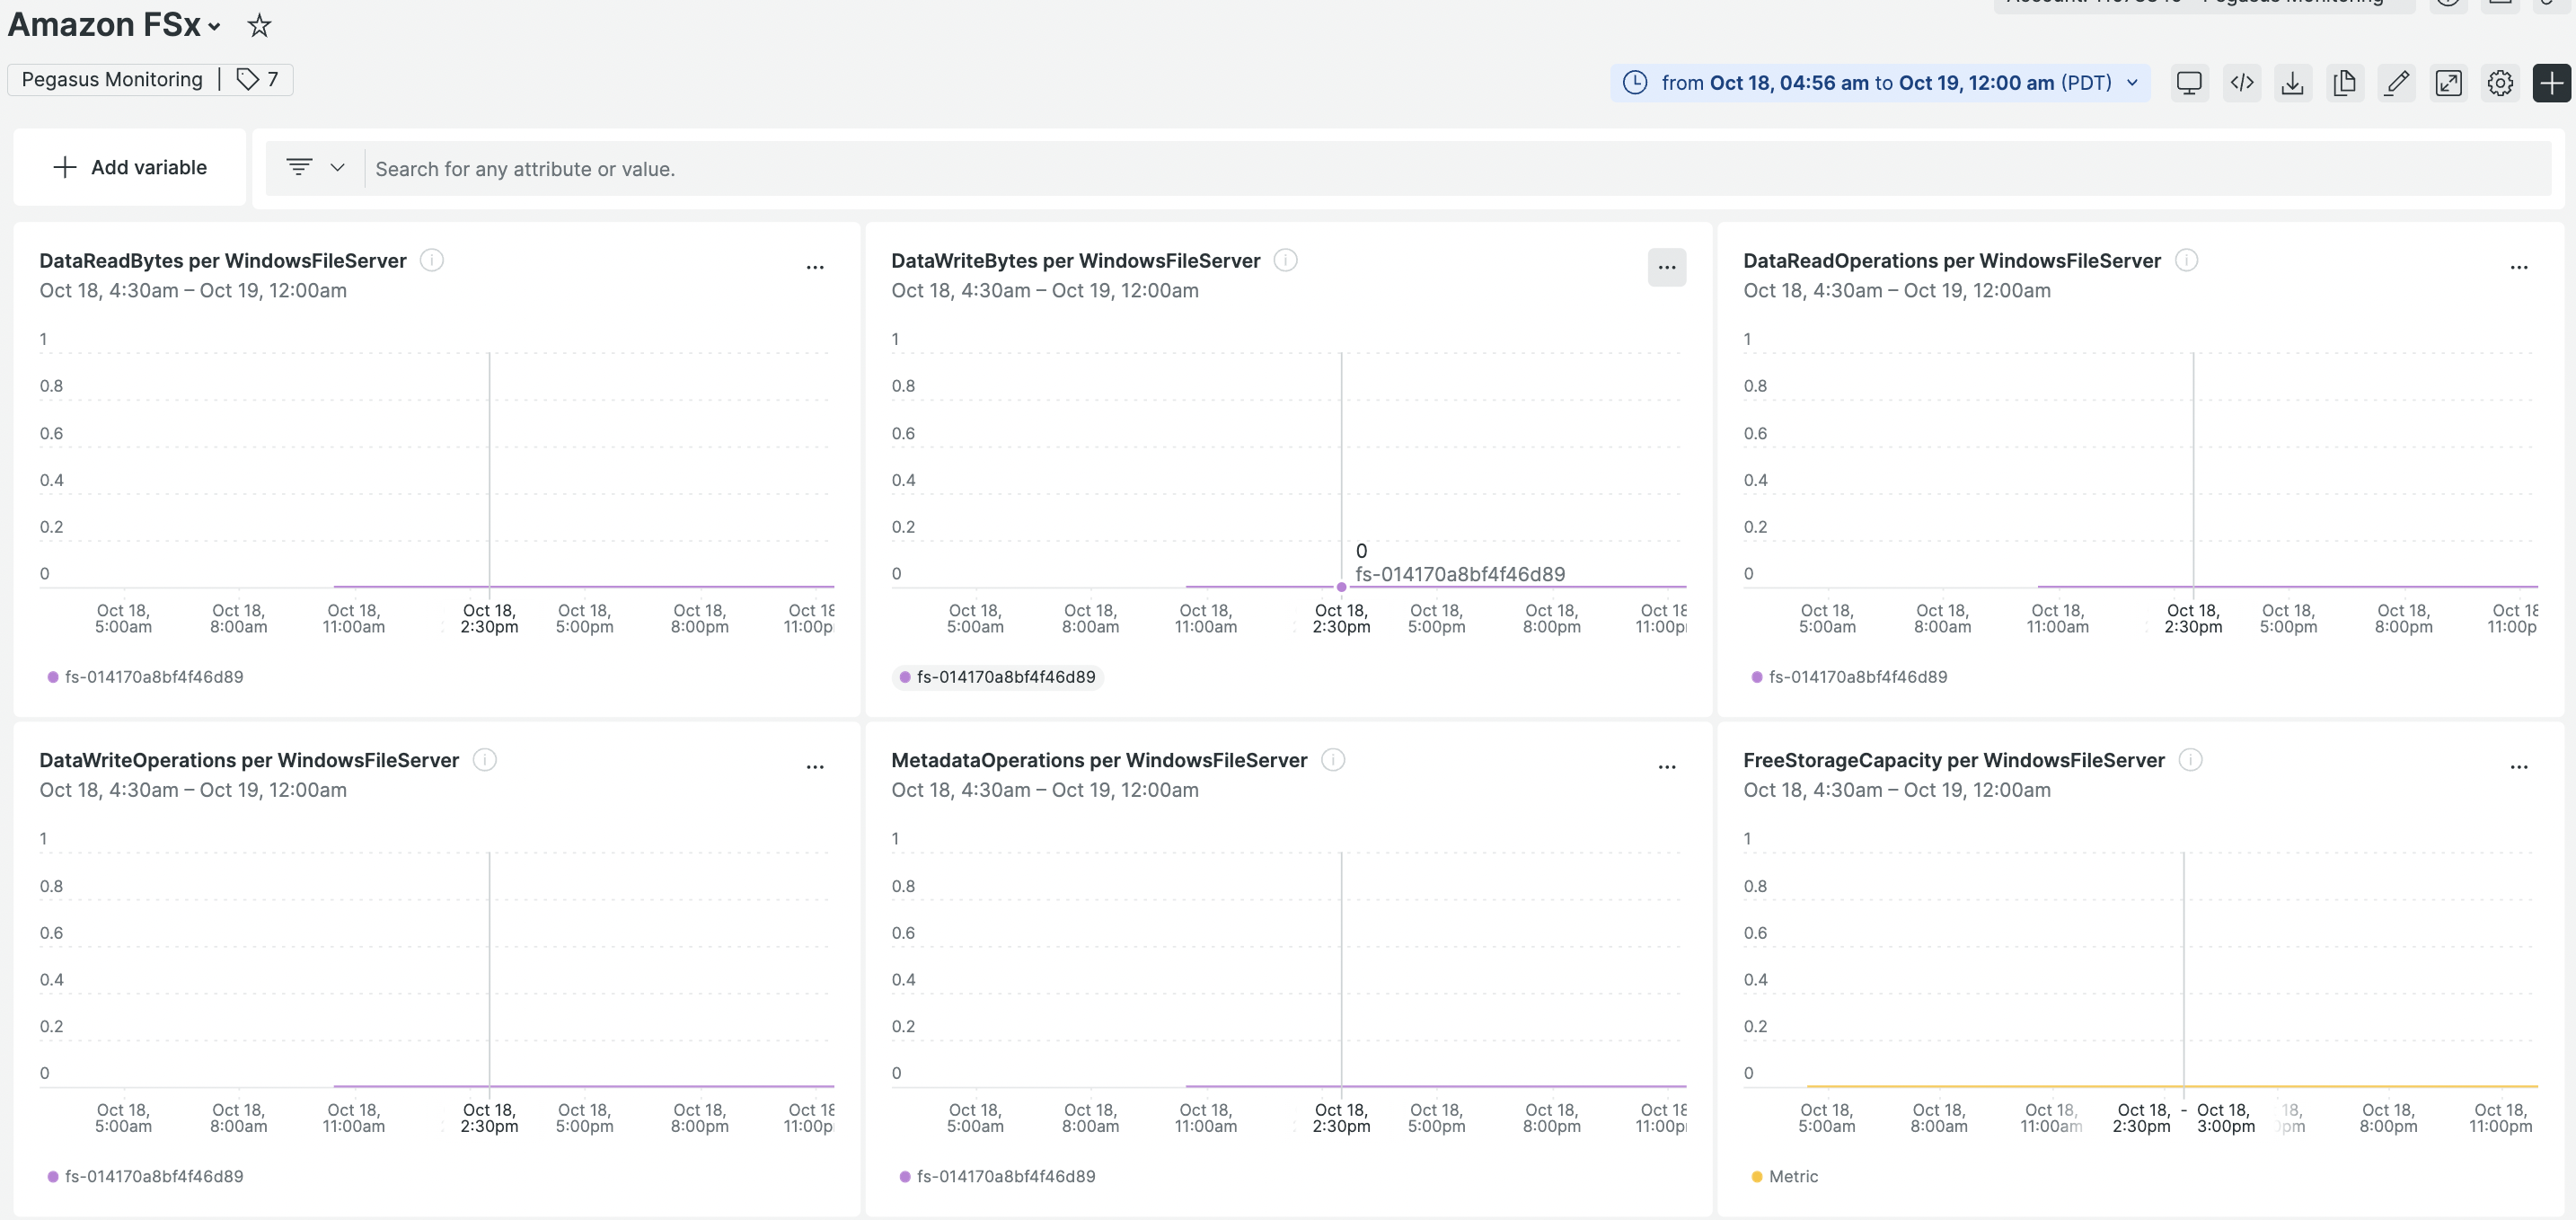 Amazon FSx
Pegasus Monitoring | 7
from Oct 18, 04:56 am to Oct 19, 12:00 am (PDT)
Add variable
Search for any attribute or value.
DataReadBytes per WindowsFileServer
Oct 18, 4:30am – Oct 19, 12:00am
1
0.8
0.6
0.4
0.2
0
Oct 18, Oct 18, Oct 18, Oct 18, Oct 18, Oct 18, Oct 18
5:00am 8:00am 11:00am 2:30pm 5:00pm 8:00pm 11:00p
fs-014170a8bf4f46d89
DataWriteBytes per WindowsFileServer
Oct 18, 4:30am – Oct 19, 12:00am
1
0.8
0.6
0.4
0.2
0
0
fs-014170a8bf4f46d89
Oct 18, Oct 18, Oct 18, Oct 18, Oct 18, Oct 18, Oct 18
5:00am 8:00am 11:00am 2:30pm 5:00pm 8:00pm 11:00p
fs-014170a8bf4f46d89
DataReadOperations per WindowsFileServer
Oct 18, 4:30am – Oct 19, 12:00am
1
0.8
0.6
0.4
0.2
0
Oct 18, Oct 18, Oct 18, Oct 18, Oct 18, Oct 18, Oct 18
5:00am 8:00am 11:00am 2:30pm 5:00pm 8:00pm 11:00p
fs-014170a8bf4f46d89
DataWriteOperations per WindowsFileServer
Oct 18, 4:30am – Oct 19, 12:00am
1
0.8
0.6
0.4
0.2
0
Oct 18, Oct 18, Oct 18, Oct 18, Oct 18, Oct 18, Oct 18
5:00am 8:00am 11:00am 2:30pm 5:00pm 8:00pm 11:00p
fs-014170a8bf4f46d89
MetadataOperations per WindowsFileServer
Oct 18, 4:30am – Oct 19, 12:00am
1
0.8
0.6
0.4
0.2
0
Oct 18, Oct 18, Oct 18, Oct 18, Oct 18, Oct 18, Oct 18
5:00am 8:00am 11:00am 2:30pm 5:00pm 8:00pm 11:00p
fs-014170a8bf4f46d89
FreeStorageCapacity per WindowsFileServer
Oct 18, 4:30am – Oct 19, 12:00am
1
0.8
0.6
0.4
0.2
0
Oct 18, Oct 18, Oct 18, Oct 18, - Oct 18, 18, Oct 18, Oct 18,
5:00am 8:00am 11:00am 2:30pm 3:00pm pm 8:00pm 11:00pm
Metric